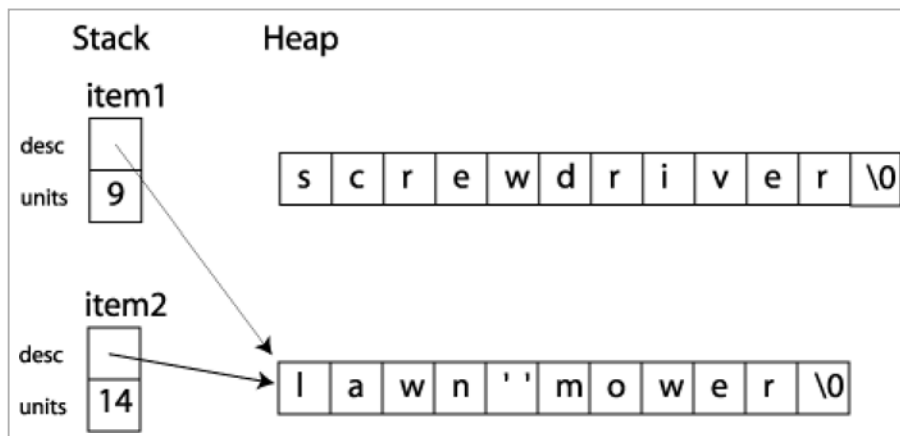 Stack Heap
item1
desc
s c r e w d r i v e r \0
units 9
item2
desc
l a w n ' ' m o w e r \0
units 14